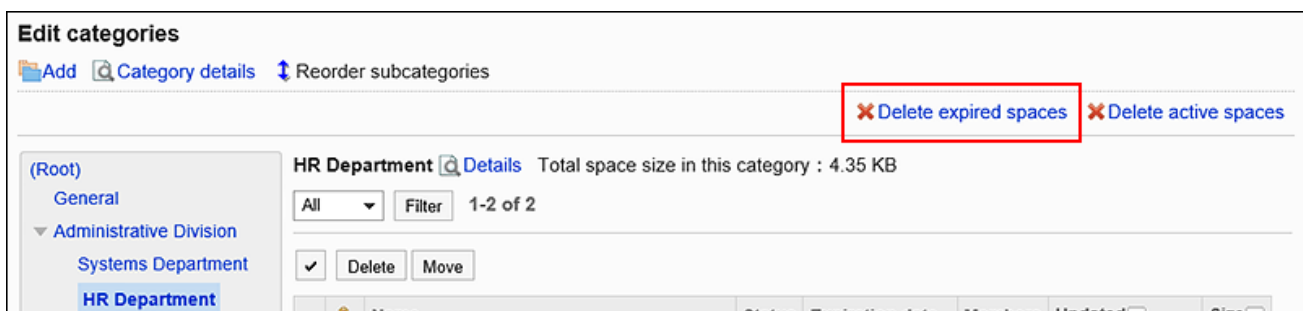 Edit categories
Add Category details Reorder subcategories
Delete expired spaces Delete active spaces
(Root)
General
Administrative Division
Systems Department
HR Department
HR Department Details Total space size in this category : 4.35 KB
All Filter 1-2 of 2
Delete Move